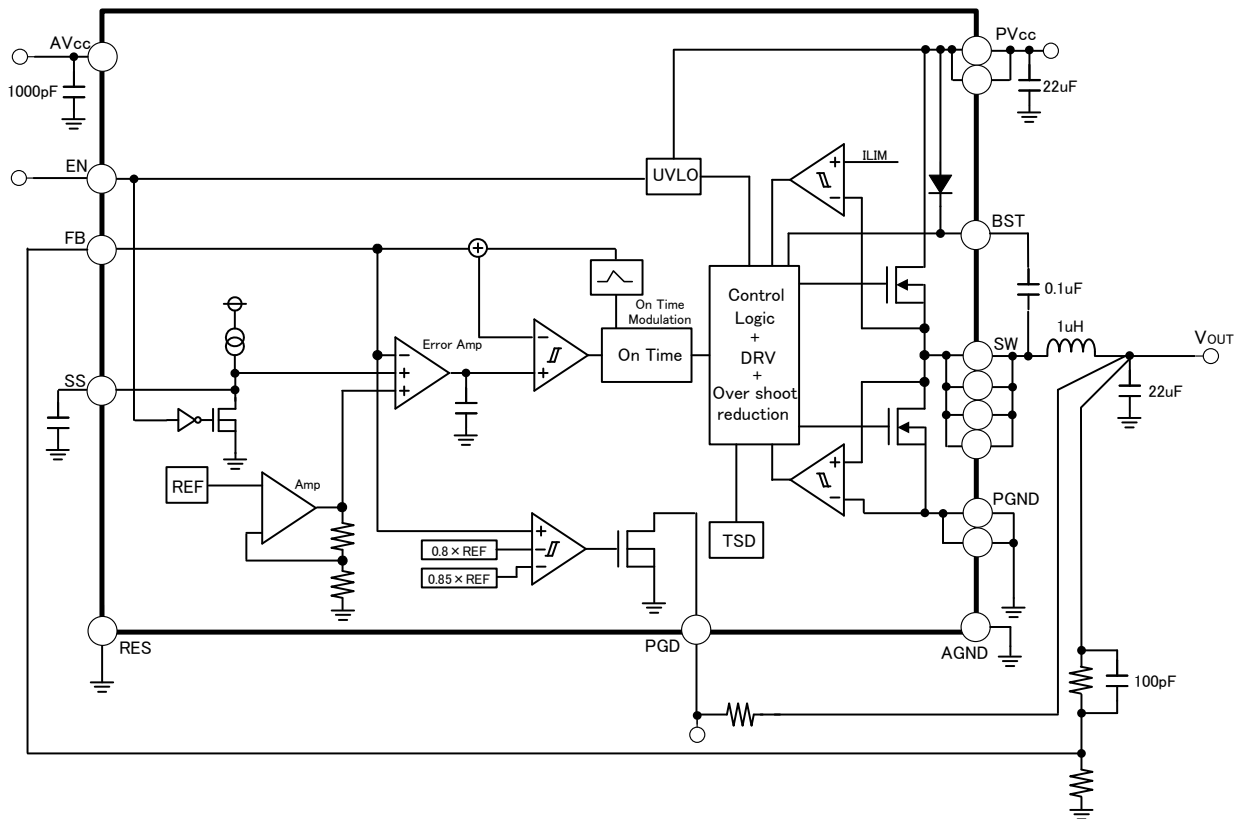 AVcc
PVcc
1000pF
22uF
EN
UVLO
ILIM
FB
BST
On Time
Modulation
Control
Logic
+
DRV
+
Over shoot
reduction
0.1uF
1uH
Error Amp
On Time
SW
VOUT
SS
22uF
REF
Amp
PGND
TSD
0.8×REF
0.85×REF
RES
PGD
AGND
100pF